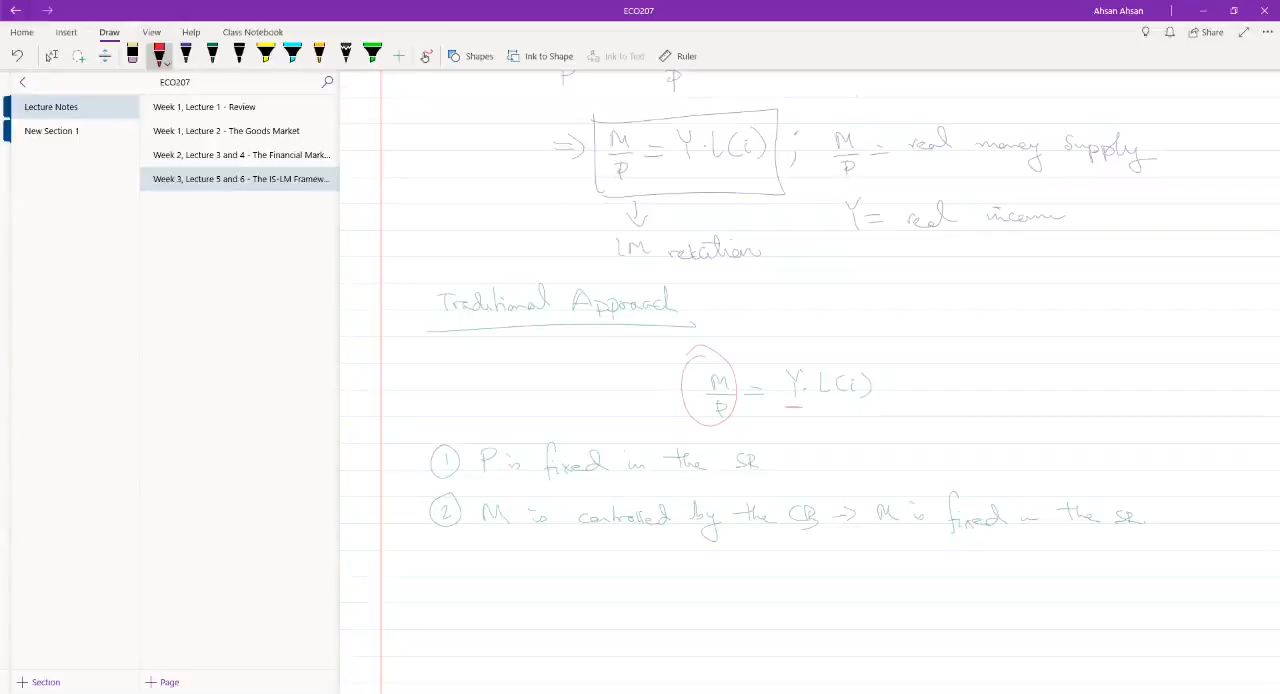 ECO207
Ahsan Ahsan
Home Insert Draw View Help Class Notebook
Share
Shapes Ink to Shape Ink to Text Ruler
ECO207
Lecture Notes
New Section 1
Week 1, Lecture 1 - Review
Week 1, Lecture 2 - The Goods Market
Week 2, Lecture 3 and 4 - The Financial Mark...
Week 3, Lecture 5 and 6 - The IS-LM Framew...
P P
=> M/P = Y·L(i) ; M/P = real money supply
Y = real income
LM relation
Traditional Approach
M/P = Y·L(i)
① P is fixed in the SR
② M is controlled by the CB → M is fixed in the SR
+ Section
+ Page